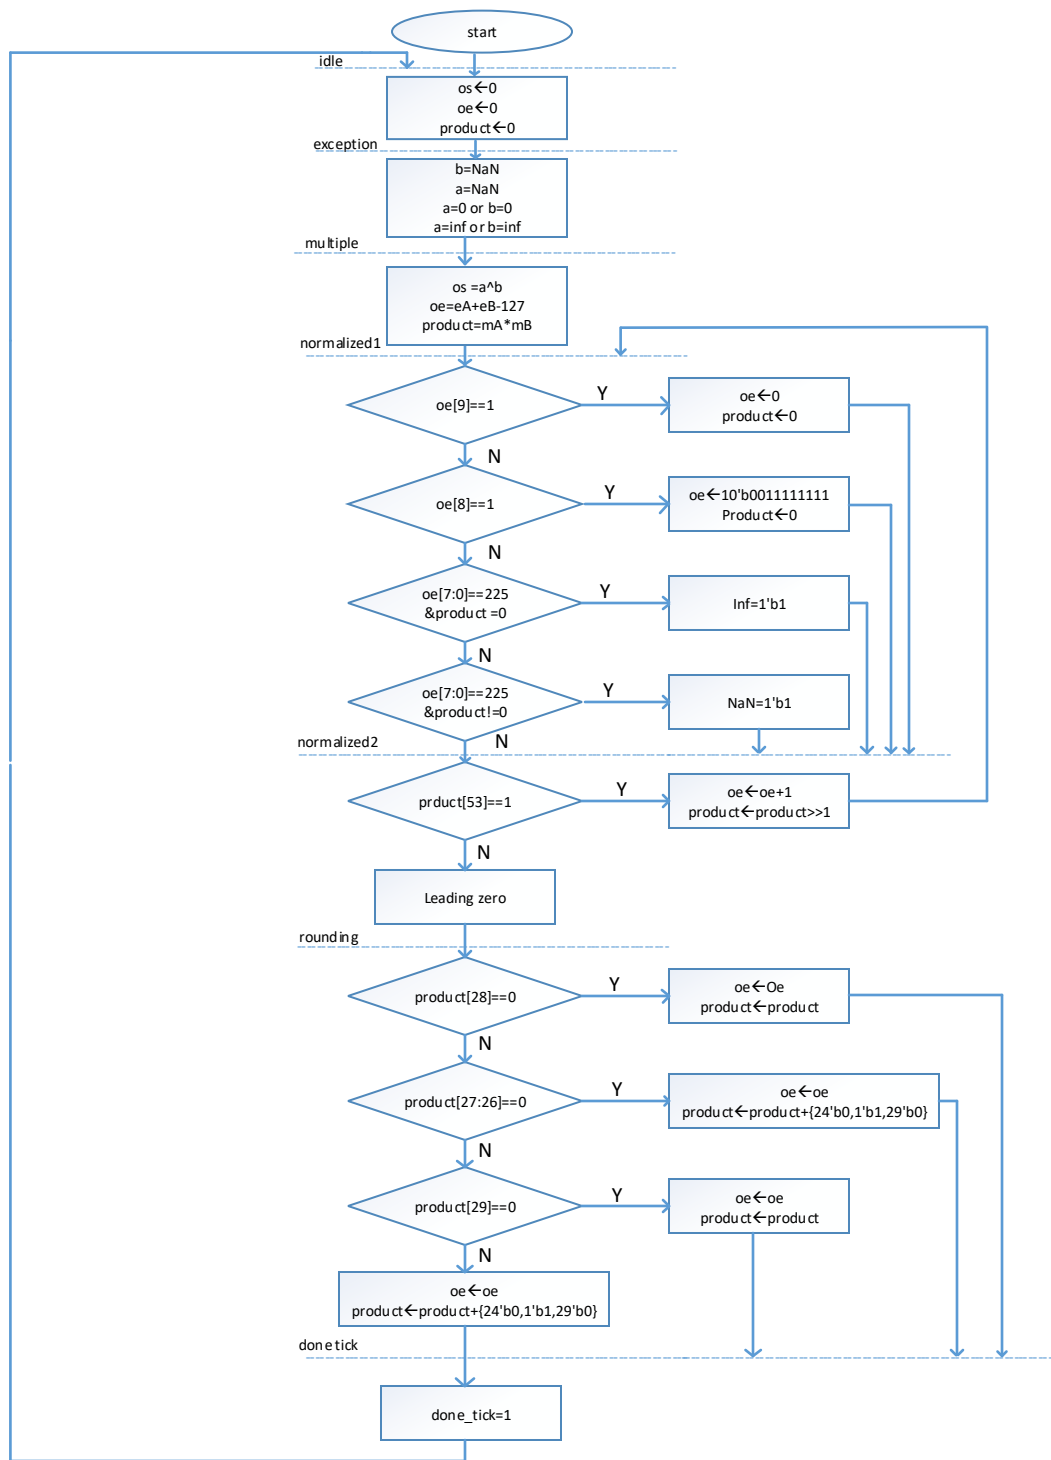 start
idle
os←0
oe←0
product←0
exception
b=NaN
a=NaN
a=0 or b=0
a=inf or b=inf
multiple
os =a^b
oe=eA+eB-127
product=mA*mB
normalized1
oe[9]==1
Y
oe←0
product←0
N
oe[8]==1
Y
oe←10'b0011111111
Product←0
N
oe[7:0]==225
&product =0
Y
Inf=1'b1
N
oe[7:0]==225
&product!=0
Y
NaN=1'b1
N
normalized2
prduct[53]==1
Y
oe←oe+1
product←product>>1
N
Leading zero
rounding
product[28]==0
Y
oe←Oe
product←product
N
product[27:26]==0
Y
oe←oe
product←product+{24'b0,1'b1,29'b0}
N
product[29]==0
Y
oe←oe
product←product
N
oe←oe
product←product+{24'b0,1'b1,29'b0}
done tick
done_tick=1